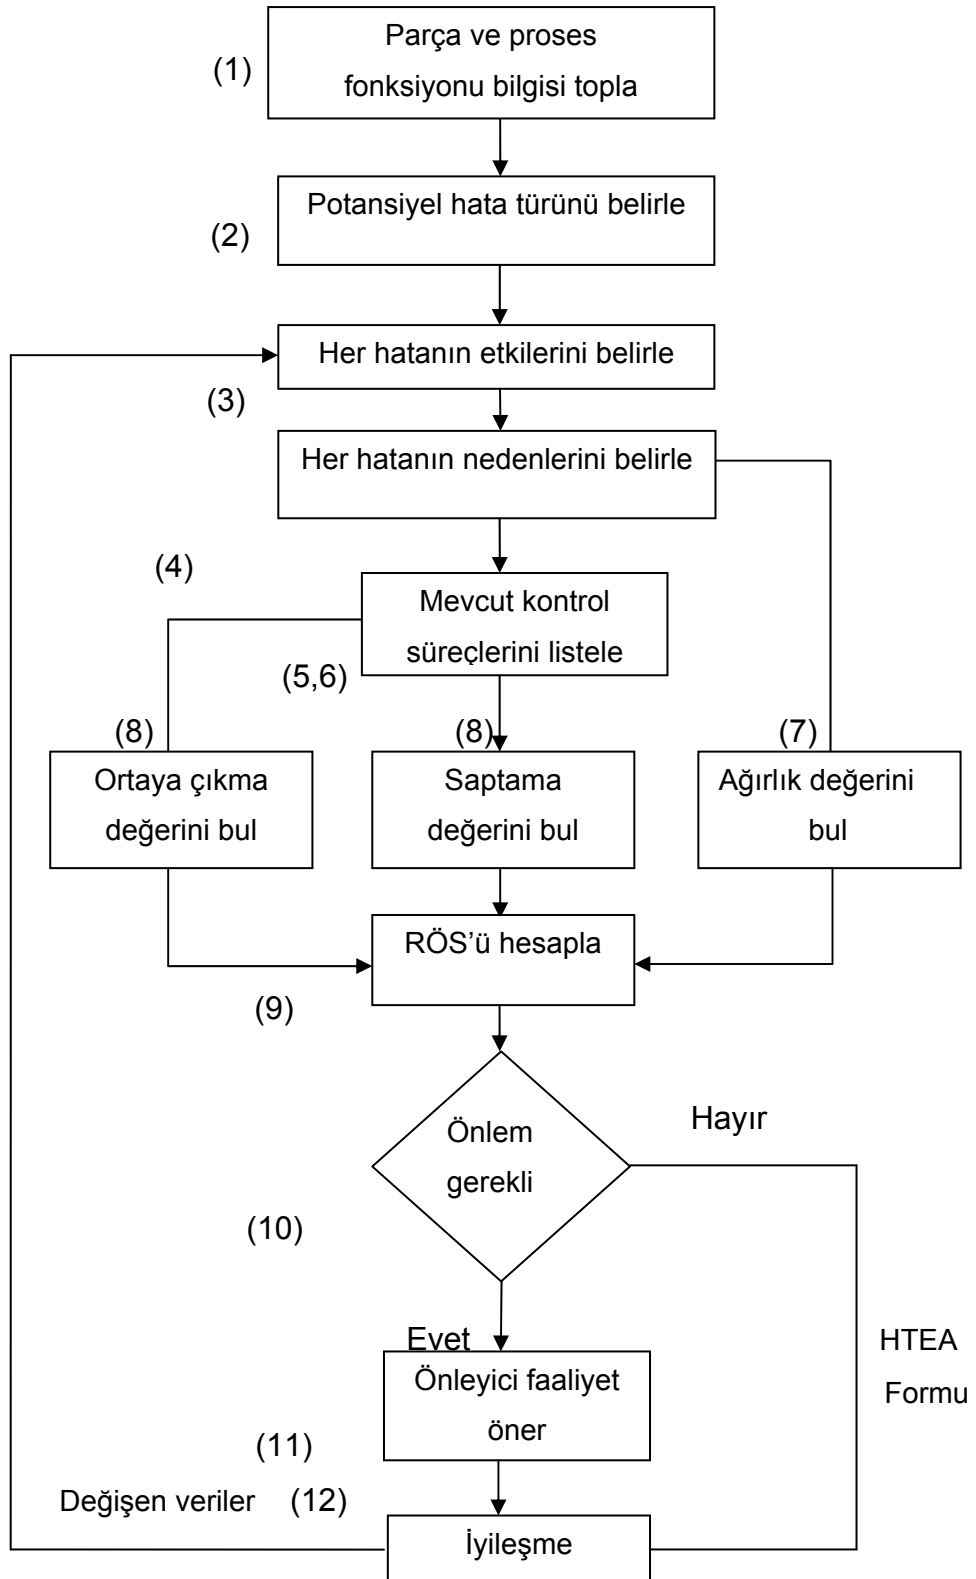 Parça ve proses
fonksiyonu bilgisi topla
(1)
Potansiyel hata türünü belirle
(2)
Her hatanın etkilerini belirle
(3)
Her hatanın nedenlerini belirle
(4)
Mevcut kontrol
süreçlerini listele
(5,6)
(8)
(8)
(7)
Ortaya çıkma
değerini bul
Saptama
değerini bul
Ağırlık değerini
bul
RÖS’ü hesapla
(9)
Önlem
gerekli
Hayır
(10)
Evet
HTEA
Formu
Önleyici faaliyet
öner
(11)
Değişen veriler
(12)
İyileşme